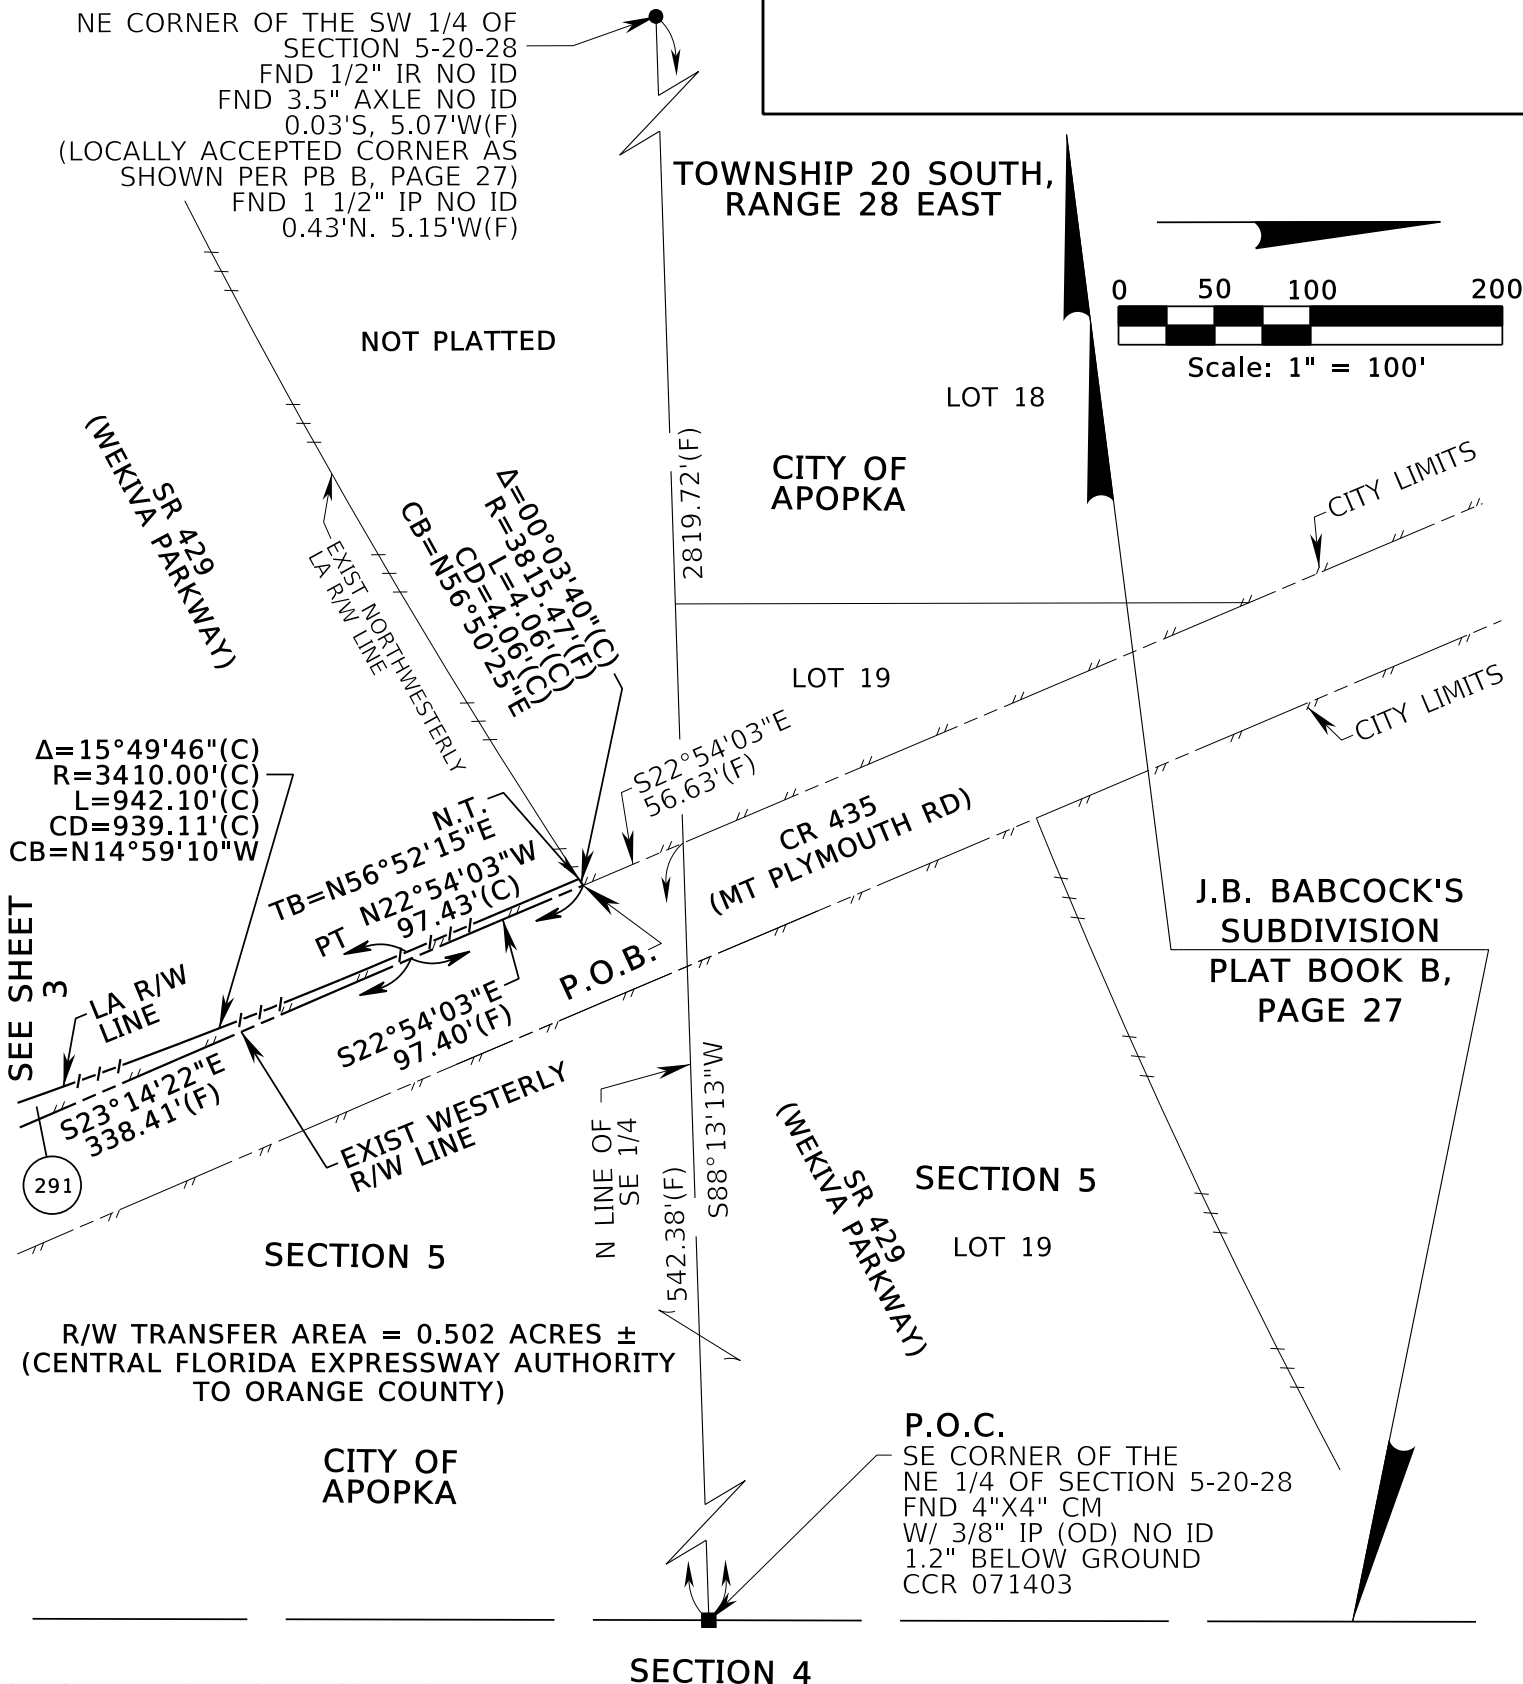 NE CORNER OF THE SW 1/4 OF
SECTION 5-20-28
FND 1/2" IR NO ID
FND 3.5" AXLE NO ID
0.03'S, 5.07'W(F)
(LOCALLY ACCEPTED CORNER AS
SHOWN PER PB B, PAGE 27)
FND 1 1/2" IP NO ID
0.43'N. 5.15'W(F)
TOWNSHIP 20 SOUTH,
RANGE 28 EAST
0 50 100 200
Scale: 1" = 100'
NOT PLATTED
LOT 18
SR 429
(WEKIVA PARKWAY)
EXIST NORTHWESTERLY
LA R/W LINE
Δ=00°03'40"(C)
R=3815.47'(F)
L=4.06'(C)
CD=4.06'(C)
CB=N56°50'25"E
2819.72'(F)
CITY OF
APOPKA
CITY LIMITS
LOT 19
CITY LIMITS
S22°54'03"E
56.63'(F)
Δ=15°49'46"(C)
R=3410.00'(C)
L=942.10'(C)
CD=939.11'(C)
CB=N14°59'10"W
N.T.
TB=N56°52'15"E
PT
N22°54'03"W
97.43'(C)
CR 435
(MT PLYMOUTH RD)
J.B. BABCOCK'S
SUBDIVISION
PLAT BOOK B,
PAGE 27
SEE SHEET
3
LA R/W
LINE
P.O.B.
S22°54'03"E
97.40'(F)
S23°14'22"E
338.41'(F)
EXIST WESTERLY
R/W LINE
291
N LINE OF
SE 1/4
S88°13'13"W
542.38'(F)
SR 429
(WEKIVA PARKWAY)
SECTION 5
LOT 19
SECTION 5
R/W TRANSFER AREA = 0.502 ACRES ±
(CENTRAL FLORIDA EXPRESSWAY AUTHORITY
TO ORANGE COUNTY)
CITY OF
APOPKA
P.O.C.
SE CORNER OF THE
NE 1/4 OF SECTION 5-20-28
FND 4"X4" CM
W/ 3/8" IP (OD) NO ID
1.2" BELOW GROUND
CCR 071403
SECTION 4